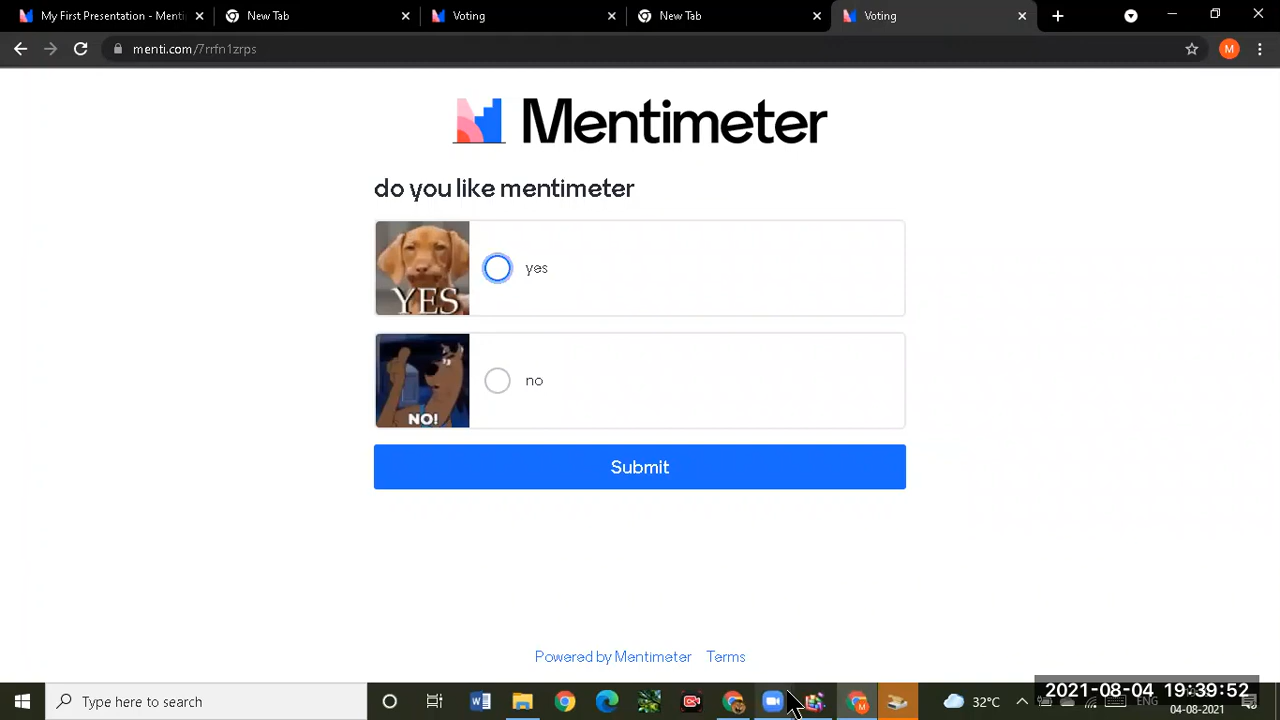 My First Presentation - Menti
New Tab
Voting
New Tab
Voting
menti.com/7rrfn1zrps
M
Mentimeter
do you like mentimeter
YES
yes
NO!
no
Submit
Powered by Mentimeter Terms
Type here to search
32°C
ENG
2021-08-04 19:39:52
04-08-2021